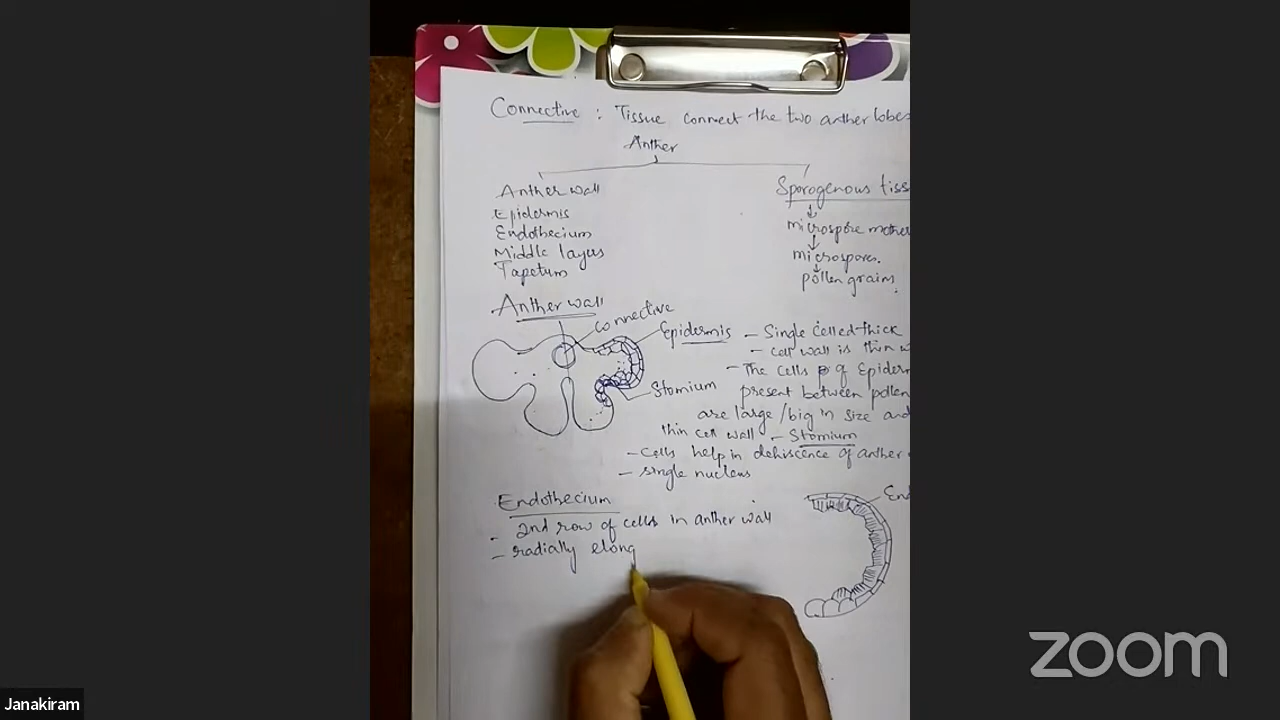 Connective : Tissue connect the two anther lobes
Anther
Anther wall
Epidermis
Endothecium
Middle layers
Tapetum
Sporogenous tiss
microspore mother
microspores.
pollen grains.
Anther wall
Connective
Epidermis
Stomium
- Single celled thick
- cell wall is thin w
- The cells of Epiderm
present between pollen
are large/big in size and
thin cell wall - Stomium
- Cells help in dehiscence of anther
- single nucleus
Endothecium
- 2nd row of cells in anther wall
- radially elong
End
zoom
Janakiram